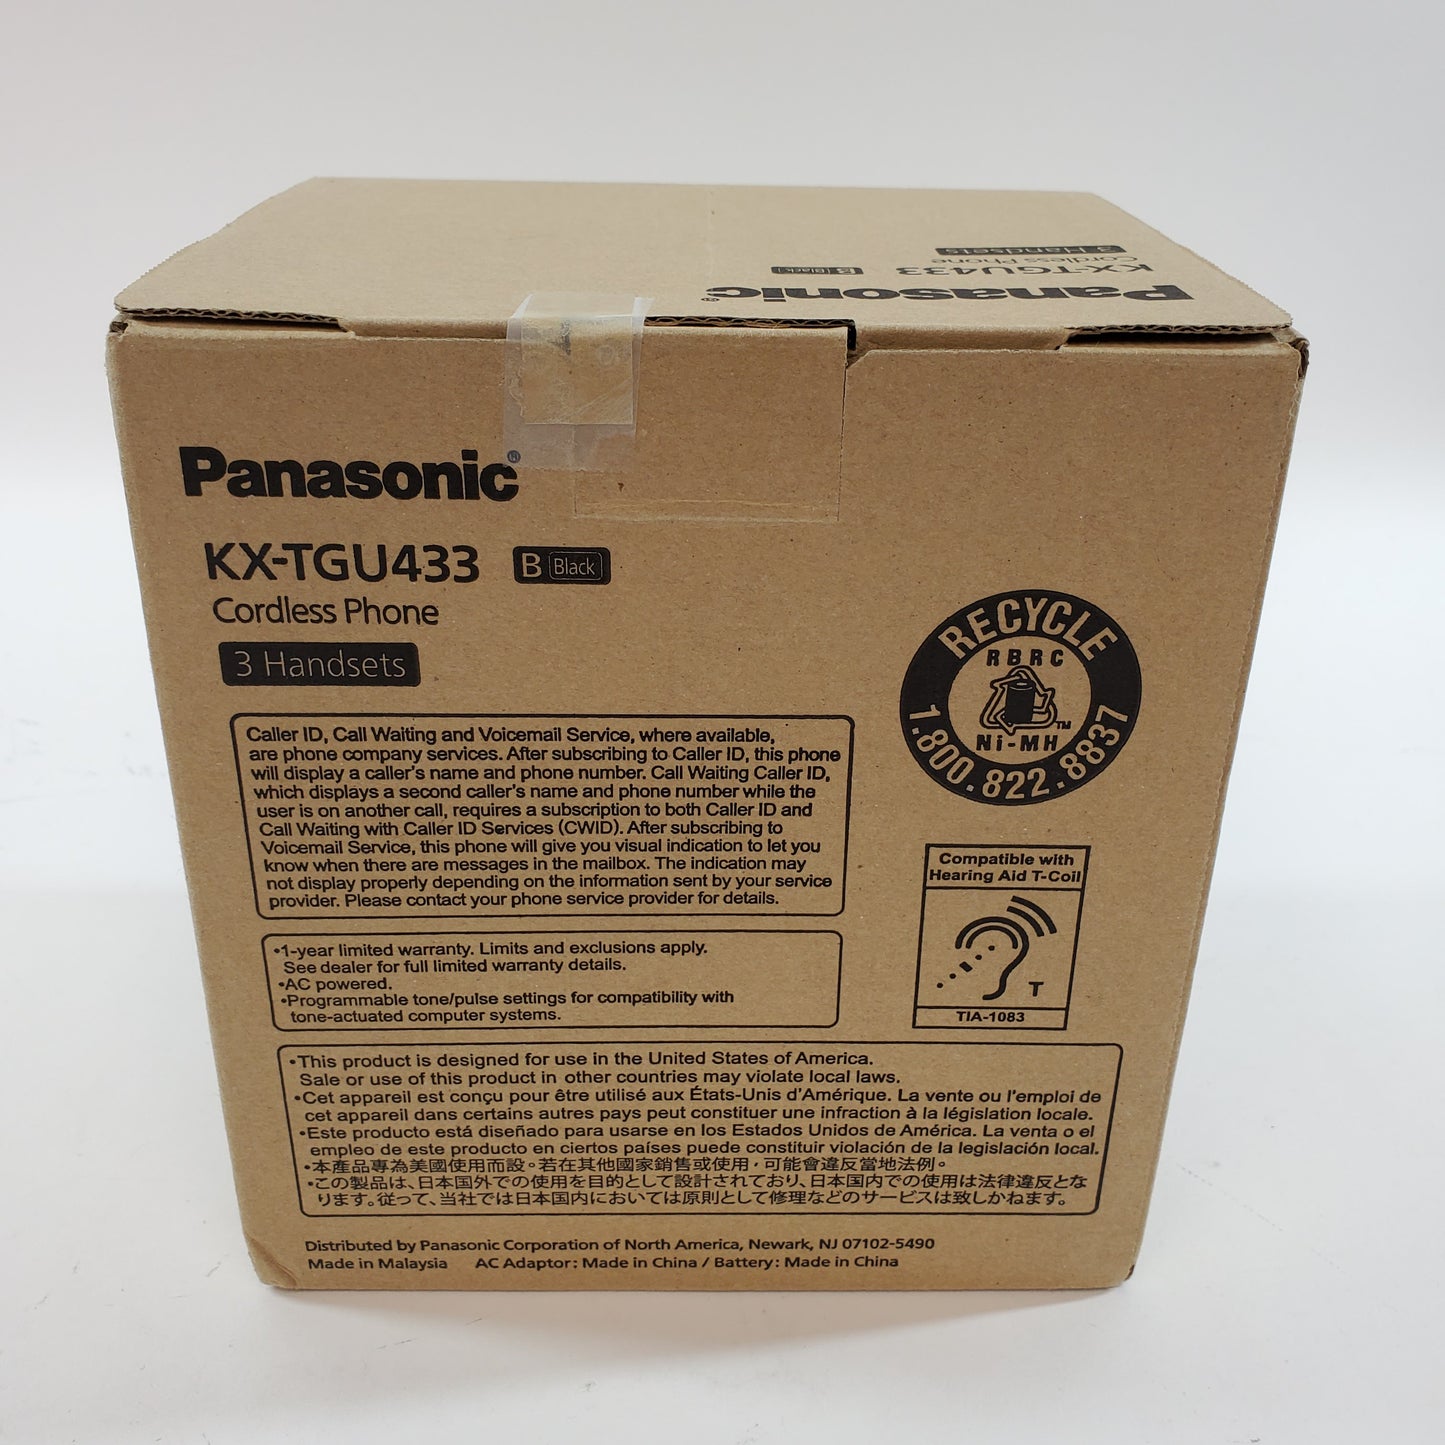 3 Handsets
Cordless Phone
KX-TGU433 B Black
Panasonic®
Panasonic®
KX-TGU433 B Black
Cordless Phone
3 Handsets
Caller ID, Call Waiting and Voicemail Service, where available,
are phone company services. After subscribing to Caller ID, this phone
will display a caller's name and phone number. Call Waiting Caller ID,
which displays a second caller's name and phone number while the
user is on another call, requires a subscription to both Caller ID and
Call Waiting with Caller ID Services (CWID). After subscribing to
Voicemail Service, this phone will give you visual indication to let you
know when there are messages in the mailbox. The indication may
not display properly depending on the information sent by your service
provider. Please contact your phone service provider for details.
RECYCLE
RBRC
TM
Ni-MH
1.800.822.8837
Compatible with
Hearing Aid T-Coil
T
TIA-1083
•1-year limited warranty. Limits and exclusions apply.
See dealer for full limited warranty details.
•AC powered.
•Programmable tone/pulse settings for compatibility with
tone-actuated computer systems.
•This product is designed for use in the United States of America.
Sale or use of this product in other countries may violate local laws.
•Cet appareil est conçu pour être utilisé aux États-Unis d'Amérique. La vente ou l'emploi de
cet appareil dans certains autres pays peut constituer une infraction à la législation locale.
•Este producto está diseñado para usarse en los Estados Unidos de América. La venta o el
empleo de este producto en ciertos países puede constituir violación de la legislación local.
•本產品專為美國使用而設。若在其他國家銷售或使用，可能會違反當地法例。
•この製品は、日本国外での使用を目的として設計されており、日本国内での使用は法律違反とな
ります。従って、当社では日本国内においては原則として修理などのサービスは致しかねます。
Distributed by Panasonic Corporation of North America, Newark, NJ 07102-5490
Made in Malaysia AC Adaptor: Made in China / Battery: Made in China